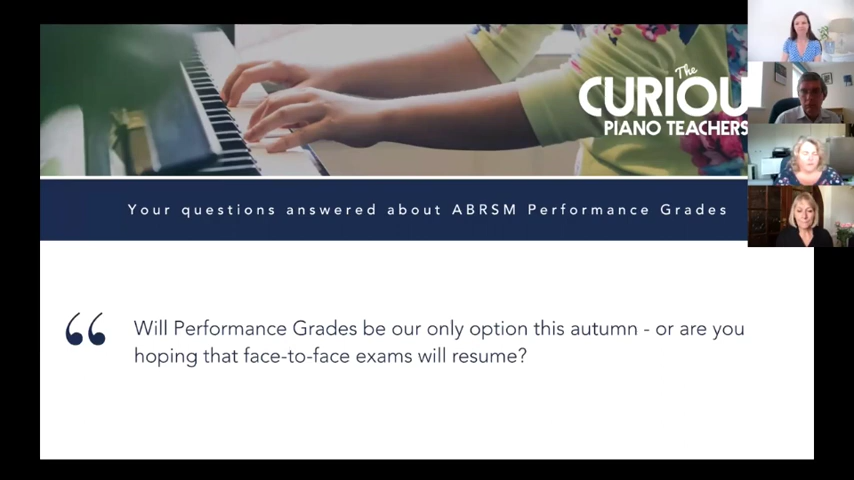 The
CURIOU
PIANO TEACHERS
Your questions answered about ABRSM Performance Grades
“
Will Performance Grades be our only option this autumn - or are you
hoping that face-to-face exams will resume?